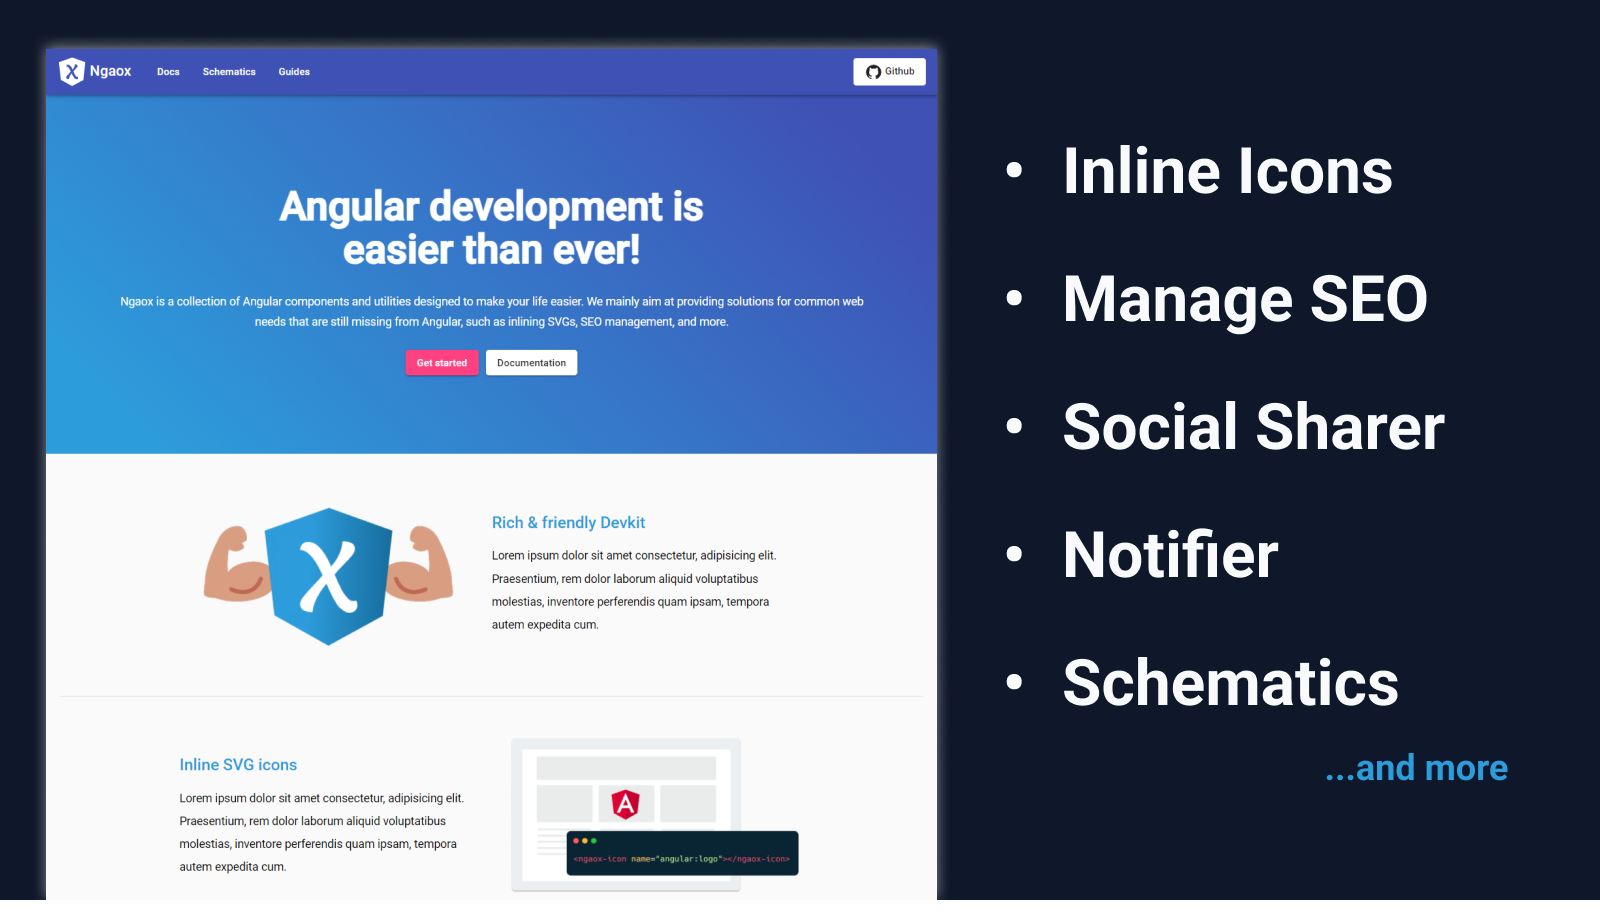 Ngaox
Docs
Schematics
Guides
Github
Angular development is
easier than ever!
Ngaox is a collection of Angular components and utilities designed to make your life easier. We mainly aim at providing solutions for common web
needs that are still missing from Angular, such as inlining SVGs, SEO management, and more.
Get started
Documentation
Rich & friendly Devkit
Lorem ipsum dolor sit amet consectetur, adipisicing elit.
Praesentium, rem dolor laborum aliquid voluptatibus
molestias, inventore perferendis quam ipsam, tempora
autem expedita cum.
Inline SVG icons
Lorem ipsum dolor sit amet consectetur, adipisicing elit.
Praesentium, rem dolor laborum aliquid voluptatibus
molestias, inventore perferendis quam ipsam, tempora
autem expedita cum.
<ngaox-icon name="angular:logo"></ngaox-icon>
• Inline Icons
• Manage SEO
• Social Sharer
• Notifier
• Schematics
...and more